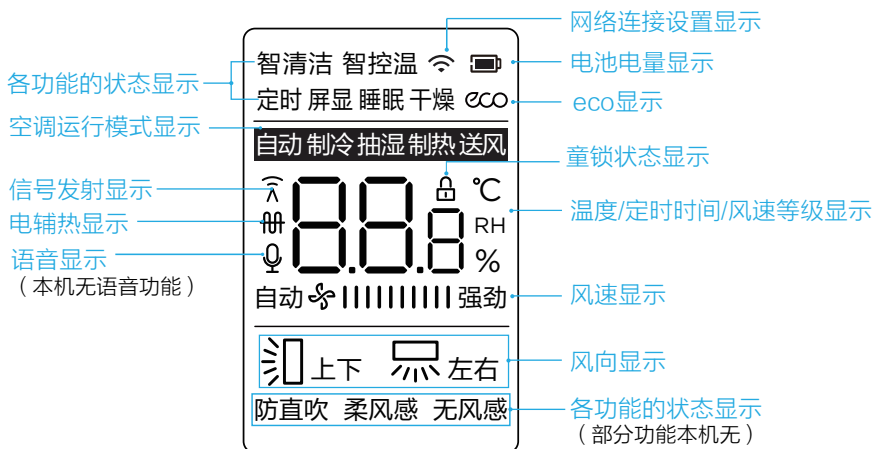 网络连接设置显示
智清洁 智控温
电池电量显示
各功能的状态显示
定时 屏显 睡眠 干燥 eco
eco显示
空调运行模式显示
自动 制冷 抽湿 制热 送风
童锁状态显示
信号发射显示
88.8 ℃
温度/定时时间/风速等级显示
电辅热显示
RH
语音显示
%
（本机无语音功能）
自动 强劲
风速显示
上下 左右
风向显示
防直吹 柔风感 无风感
各功能的状态显示
（部分功能本机无）